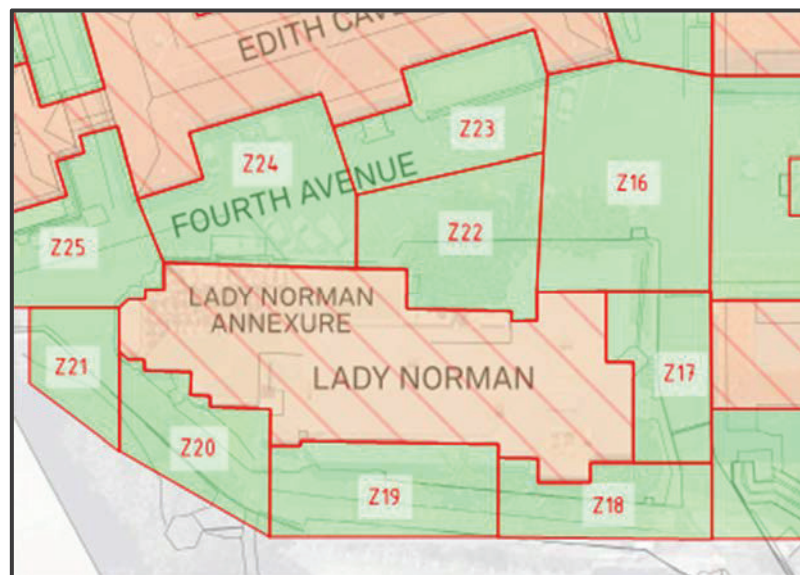 EDITH CAV
Z23
Z24
Z16
FOURTH AVENUE
Z22
Z25
LADY NORMAN
ANNEXURE
Z21
LADY NORMAN
Z17
Z20
Z19
Z18